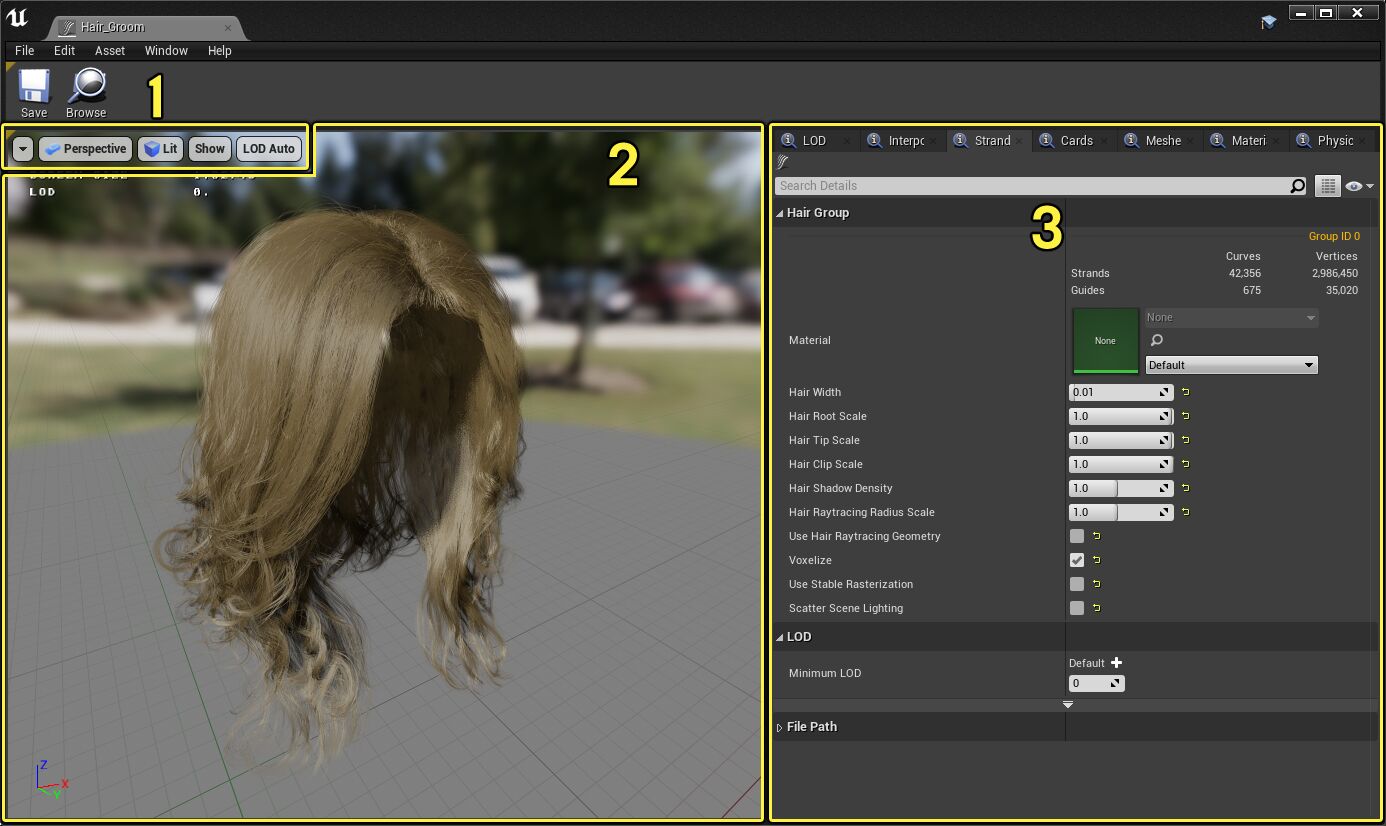 Hair_Groom
File Edit Asset Window Help
Save Browse
1
Perspective Lit Show LOD Auto
2
LOD 0.
LOD Interpc Strand Cards Meshe Materi Physic
Search Details
3
Hair Group
Group ID 0
Curves Vertices
Strands 42,356 2,986,450
Guides 675 35,020
None
Material None
Default
Hair Width 0.01
Hair Root Scale 1.0
Hair Tip Scale 1.0
Hair Clip Scale 1.0
Hair Shadow Density 1.0
Hair Raytracing Radius Scale 1.0
Use Hair Raytracing Geometry
Voxelize
Use Stable Rasterization
Scatter Scene Lighting
LOD
Default
Minimum LOD
0
File Path
Z
X
Y